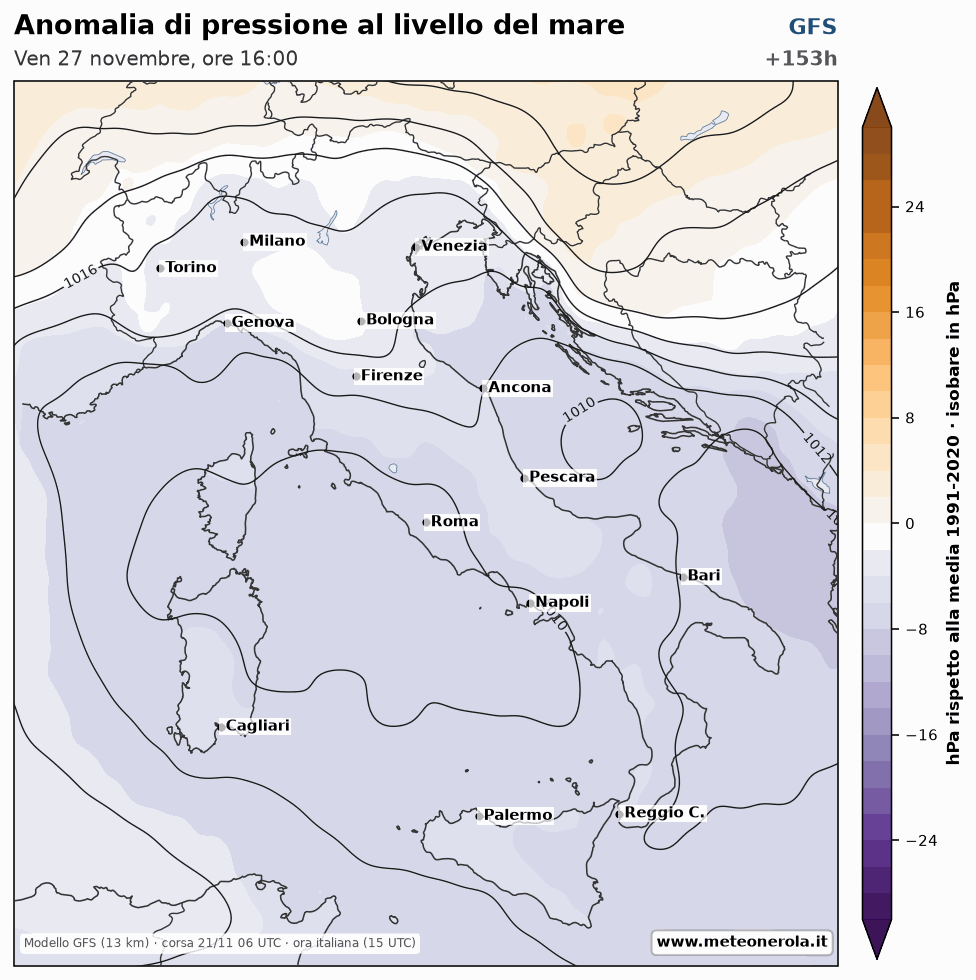 Anomalia di pressione al livello del mare
GFS
Ven 27 novembre, ore 16:00
+153h
Milano
Venezia
Torino
1016
Genova
Bologna
Firenze
Ancona
1010
1012
Pescara
Roma
Bari
Napoli
Cagliari
Palermo
Reggio C.
24
16
8
0
−8
−16
−24
hPa rispetto alla media 1991-2020 · isobare in hPa
Modello GFS (13 km) · corsa 21/11 06 UTC · ora italiana (15 UTC)
www.meteonerola.it